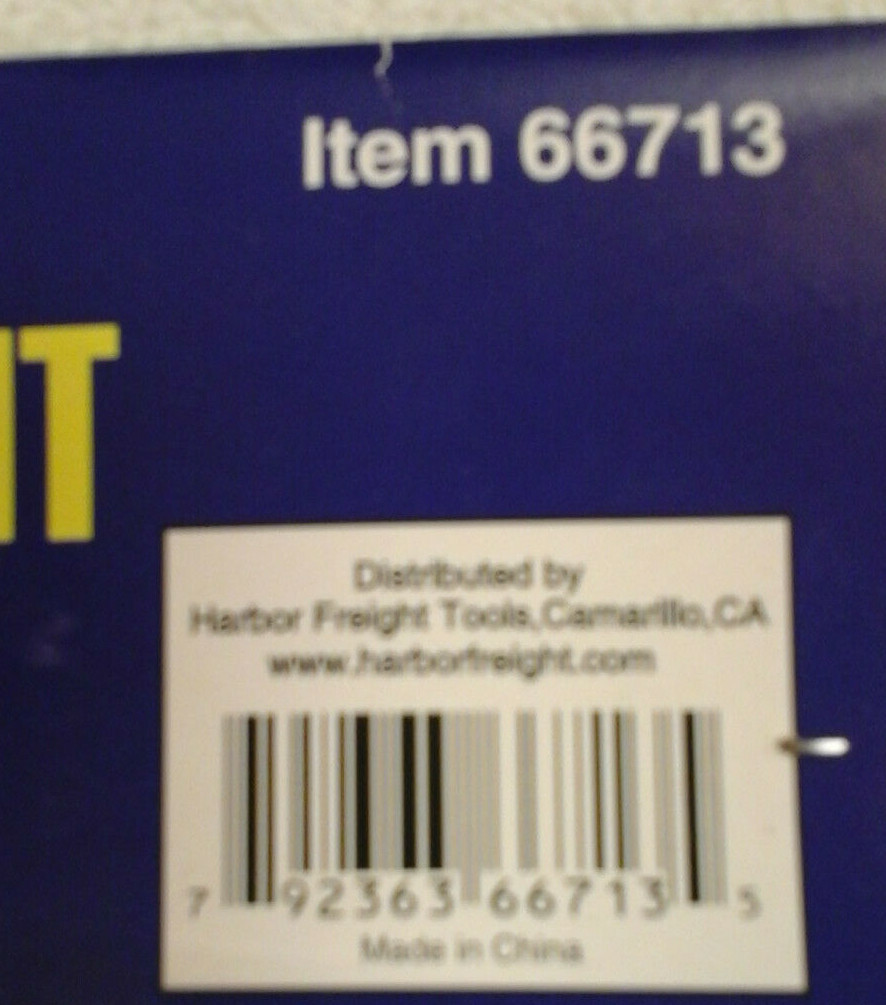 Item 66713
IT
Distributed by
Harbor Freight Tools,Camarillo,CA
www.harborfreight.com
7 92363 66713 5
Made in China